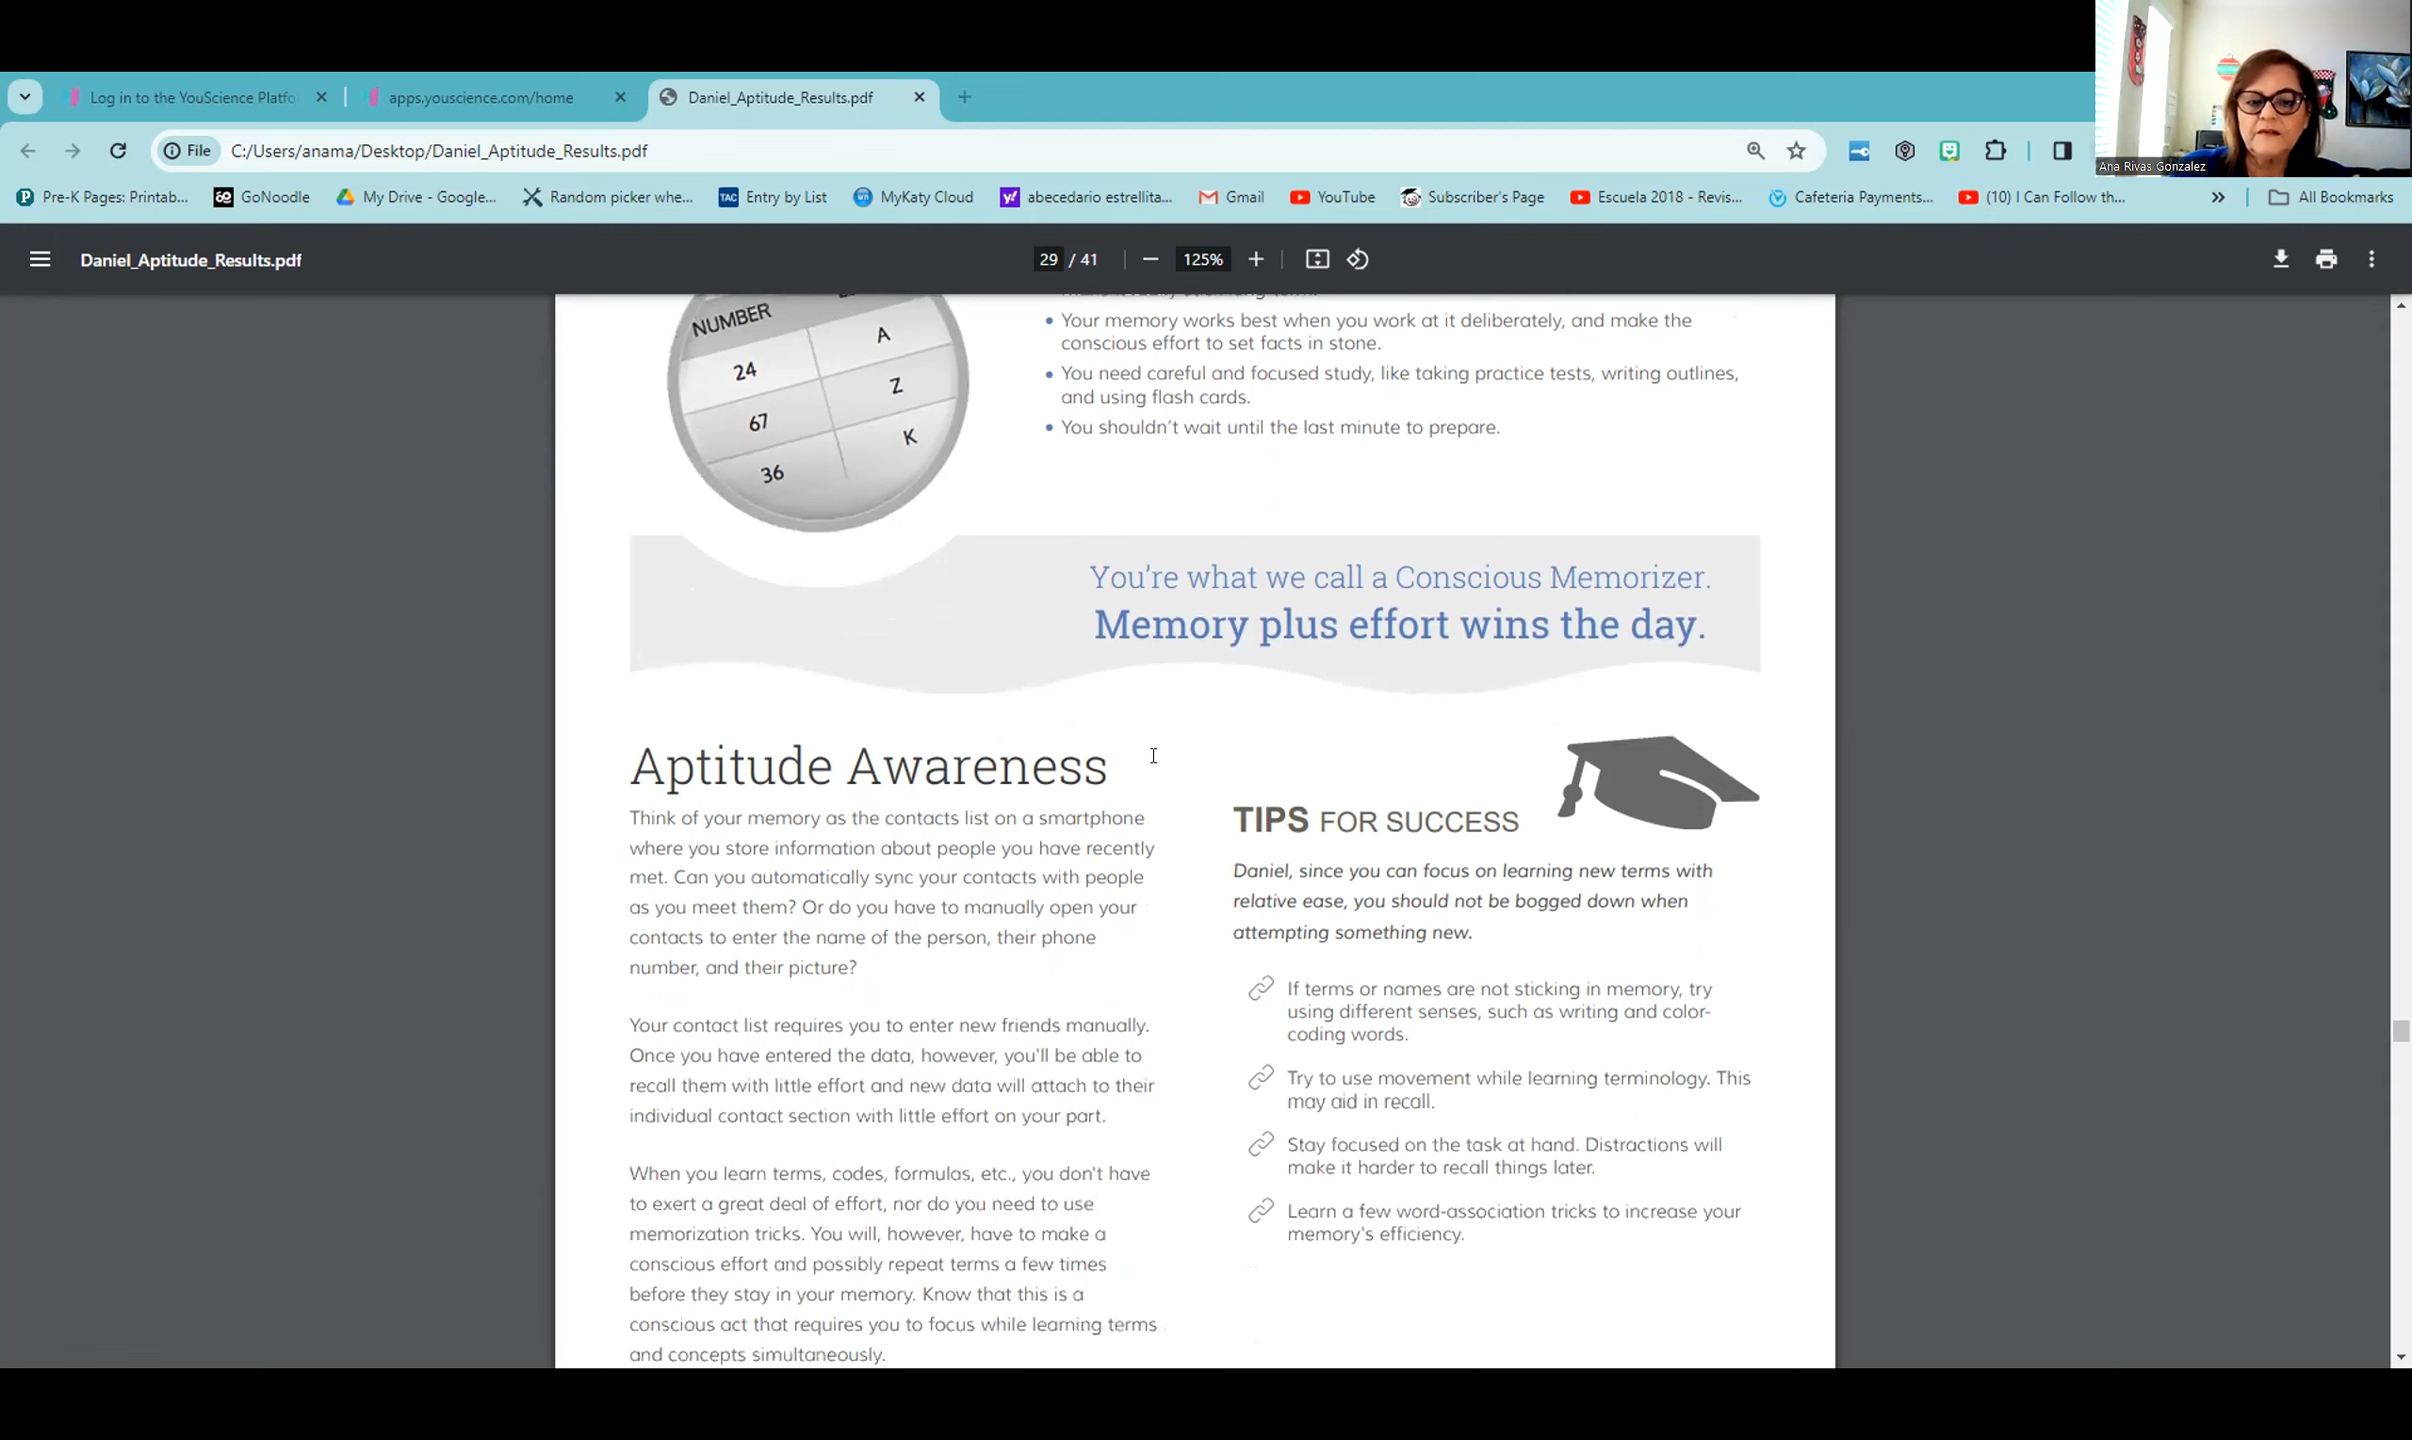 Log in to the YouScience Platfo
apps.youscience.com/home
Daniel_Aptitude_Results.pdf
File
C:/Users/anama/Desktop/Daniel_Aptitude_Results.pdf
Ana Rivas Gonzalez
Pre-K Pages: Printab...
GoNoodle
My Drive - Google...
Random picker whe...
TAC
Entry by List
MyKaty Cloud
abecedario estrellita...
Gmail
YouTube
Subscriber's Page
Escuela 2018 - Revis...
Cafeteria Payments...
(10) I Can Follow th...
All Bookmarks
Daniel_Aptitude_Results.pdf
29 / 41
125%
NUMBER
24 A
67 Z
36 K
• Your memory works best when you work at it deliberately, and make the
conscious effort to set facts in stone.
• You need careful and focused study, like taking practice tests, writing outlines,
and using flash cards.
• You shouldn't wait until the last minute to prepare.
You're what we call a Conscious Memorizer.
Memory plus effort wins the day.
Aptitude Awareness
Think of your memory as the contacts list on a smartphone
where you store information about people you have recently
met. Can you automatically sync your contacts with people
as you meet them? Or do you have to manually open your
contacts to enter the name of the person, their phone
number, and their picture?
Your contact list requires you to enter new friends manually.
Once you have entered the data, however, you'll be able to
recall them with little effort and new data will attach to their
individual contact section with little effort on your part.
When you learn terms, codes, formulas, etc., you don't have
to exert a great deal of effort, nor do you need to use
memorization tricks. You will, however, have to make a
conscious effort and possibly repeat terms a few times
before they stay in your memory. Know that this is a
conscious act that requires you to focus while learning terms
and concepts simultaneously.
TIPS FOR SUCCESS
Daniel, since you can focus on learning new terms with
relative ease, you should not be bogged down when
attempting something new.
If terms or names are not sticking in memory, try
using different senses, such as writing and color-
coding words.
Try to use movement while learning terminology. This
may aid in recall.
Stay focused on the task at hand. Distractions will
make it harder to recall things later.
Learn a few word-association tricks to increase your
memory's efficiency.